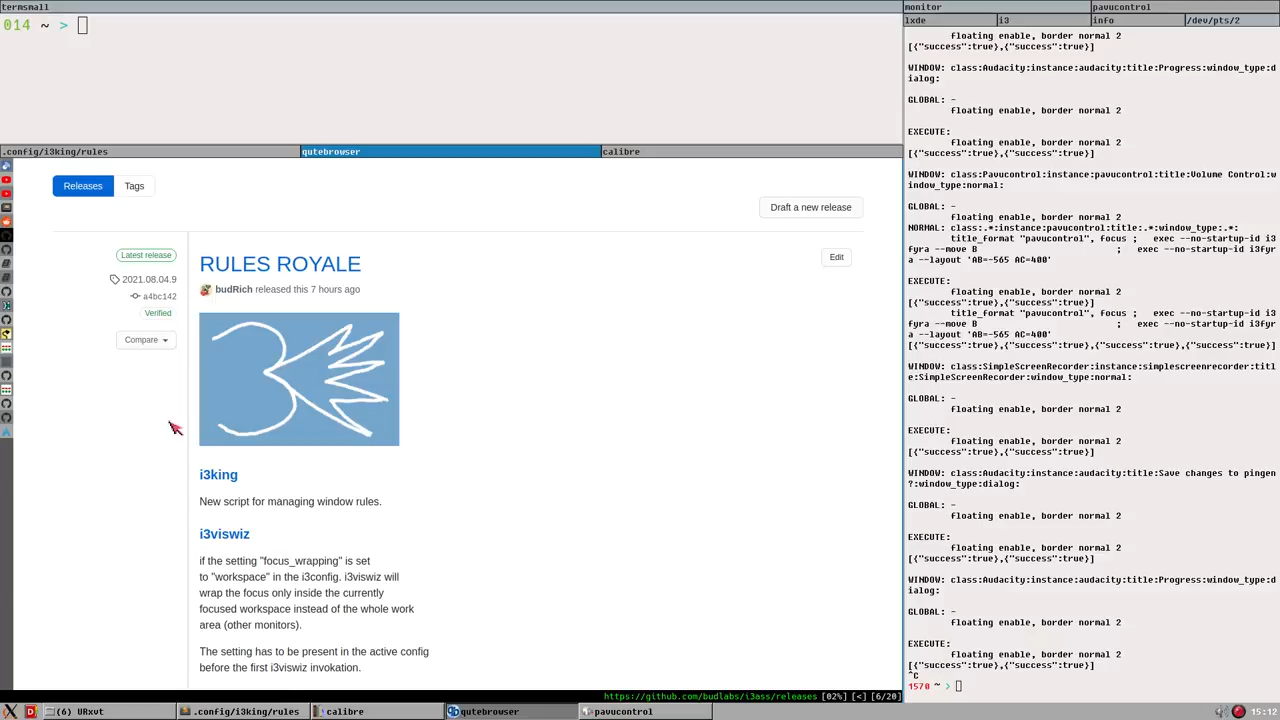 termsmall
014 ~ >
.config/i3king/rules
qutebrowser
calibre
Releases
Tags
Draft a new release
Latest release
2021.08.04.9
a4bc142
Verified
Compare
RULES ROYALE
Edit
budRich released this 7 hours ago
i3king
New script for managing window rules.
i3viswiz
if the setting "focus_wrapping" is set
to "workspace" in the i3config. i3viswiz will
wrap the focus only inside the currently
focused workspace instead of the whole work
area (other monitors).
The setting has to be present in the active config
before the first i3viswiz invokation.
https://github.com/budlabs/i3ass/releases [02%] [<] [6/20]
monitor
pavucontrol
lxde
i3
info
/dev/pts/2
floating enable, border normal 2
[{"success":true},{"success":true}]
WINDOW: class:Audacity:instance:audacity:title:Progress:window_type:d
ialog:
GLOBAL: -
floating enable, border normal 2
EXECUTE:
floating enable, border normal 2
[{"success":true},{"success":true}]
WINDOW: class:Pavucontrol:instance:pavucontrol:title:Volume Control:w
indow_type:normal:
GLOBAL: -
floating enable, border normal 2
NORMAL: class:.*:instance:pavucontrol:title:.*:window_type:.*:
title_format "pavucontrol", focus ; exec --no-startup-id i3
fyra --move B ; exec --no-startup-id i3fyr
a --layout 'AB=-565 AC=400'
EXECUTE:
floating enable, border normal 2
[{"success":true},{"success":true}]
title_format "pavucontrol", focus ; exec --no-startup-id i3
fyra --move B ; exec --no-startup-id i3fyr
a --layout 'AB=-565 AC=400'
[{"success":true},{"success":true},{"success":true},{"success":true}]
WINDOW: class:SimpleScreenRecorder:instance:simplescreenrecorder:titl
e:SimpleScreenRecorder:window_type:normal:
GLOBAL: -
floating enable, border normal 2
EXECUTE:
floating enable, border normal 2
[{"success":true},{"success":true}]
WINDOW: class:Audacity:instance:audacity:title:Save changes to pingen
?:window_type:dialog:
GLOBAL: -
floating enable, border normal 2
EXECUTE:
floating enable, border normal 2
[{"success":true},{"success":true}]
WINDOW: class:Audacity:instance:audacity:title:Progress:window_type:d
ialog:
GLOBAL: -
floating enable, border normal 2
EXECUTE:
floating enable, border normal 2
[{"success":true},{"success":true}]
^C
1570 ~ >
(6) URxvt
.config/i3king/rules
calibre
qutebrowser
pavucontrol
15:12